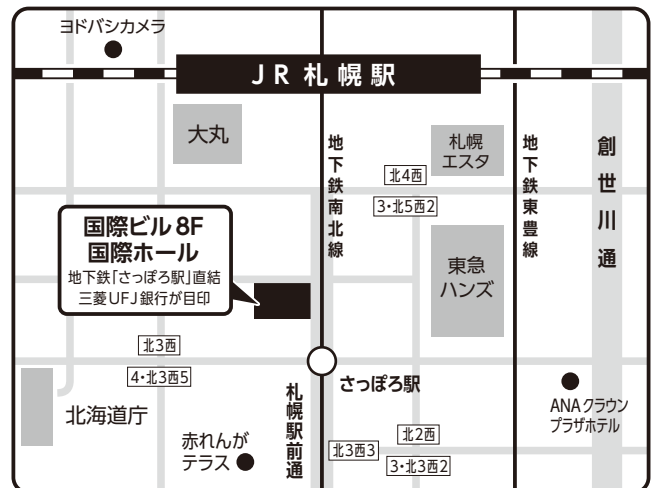 ヨドバシカメラ
JR 札幌駅
大丸
札幌
エスタ
地下鉄南北線
地下鉄東豊線
創世川通
北4西
3・北5西2
国際ビル 8F
国際ホール
地下鉄「さっぽろ駅」直結
三菱UFJ銀行が目印
東急
ハンズ
北3西
4・北3西5
さっぽろ駅
札幌駅前通
北海道庁
赤れんが
テラス
北3西3
北2西
3・北3西2
ANAクラウン
プラザホテル